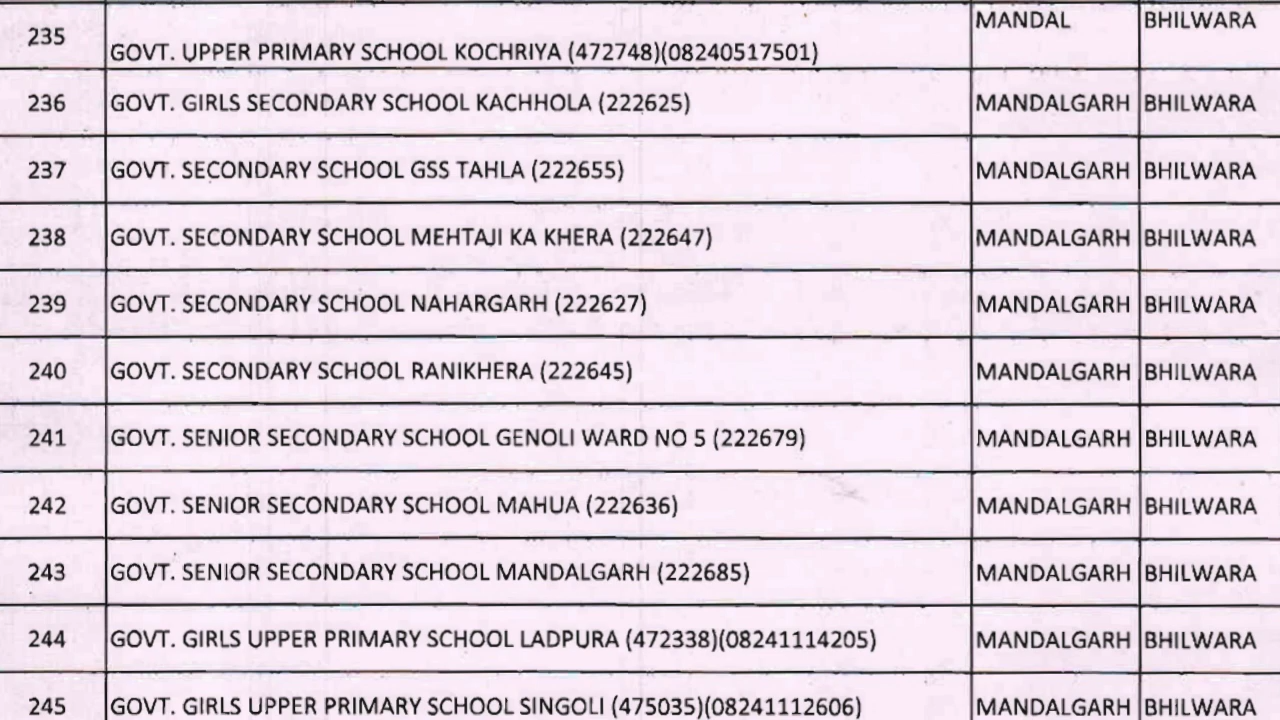 235 GOVT. UPPER PRIMARY SCHOOL KOCHRIYA (472748)(08240517501) MANDAL BHILWARA
236 GOVT. GIRLS SECONDARY SCHOOL KACHHOLA (222625) MANDALGARH BHILWARA
237 GOVT. SECONDARY SCHOOL GSS TAHLA (222655) MANDALGARH BHILWARA
238 GOVT. SECONDARY SCHOOL MEHTAJI KA KHERA (222647) MANDALGARH BHILWARA
239 GOVT. SECONDARY SCHOOL NAHARGARH (222627) MANDALGARH BHILWARA
240 GOVT. SECONDARY SCHOOL RANIKHERA (222645) MANDALGARH BHILWARA
241 GOVT. SENIOR SECONDARY SCHOOL GENOLI WARD NO 5 (222679) MANDALGARH BHILWARA
242 GOVT. SENIOR SECONDARY SCHOOL MAHUA (222636) MANDALGARH BHILWARA
243 GOVT. SENIOR SECONDARY SCHOOL MANDALGARH (222685) MANDALGARH BHILWARA
244 GOVT. GIRLS UPPER PRIMARY SCHOOL LADPURA (472338)(08241114205) MANDALGARH BHILWARA
245 GOVT. GIRLS UPPER PRIMARY SCHOOL SINGOLI (475035)(08241112606) MANDALGARH BHILWARA